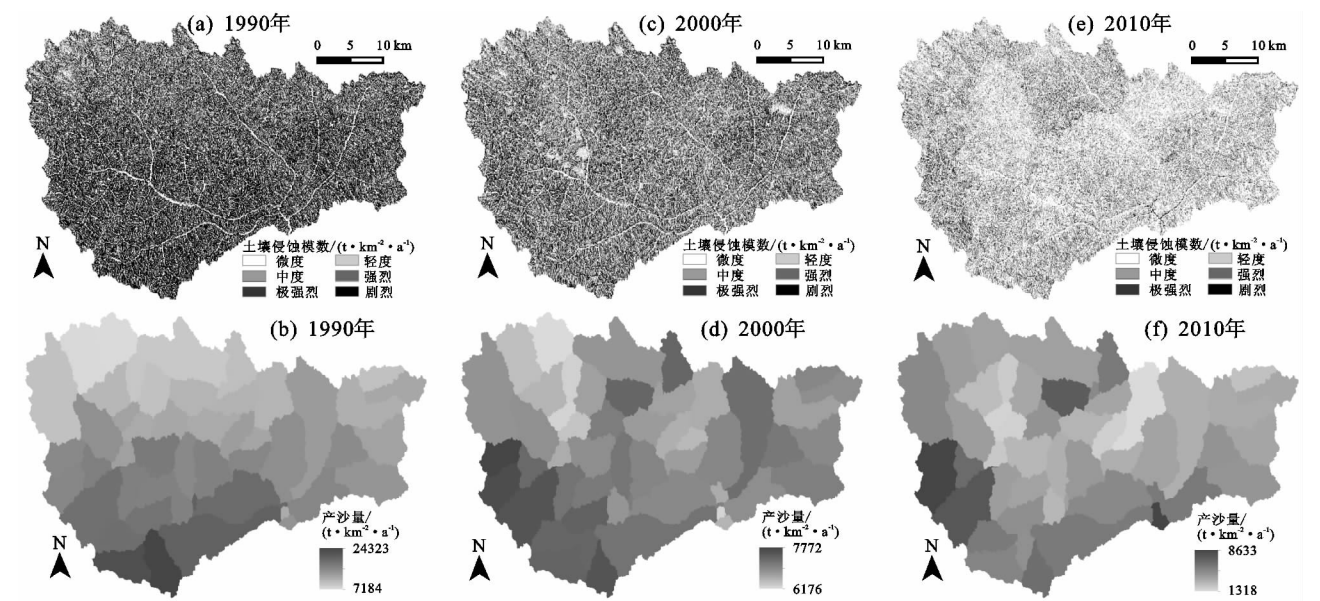 (a) 1990年
0 5 10 km
N
土壤侵蚀模数/(t·km⁻²·a⁻¹)
微度 轻度
中度 强烈
极强烈 剧烈
(c) 2000年
0 5 10 km
N
土壤侵蚀模数/(t·km⁻²·a⁻¹)
微度 轻度
中度 强烈
极强烈 剧烈
(e) 2010年
0 5 10 km
N
土壤侵蚀模数/(t·km⁻²·a⁻¹)
微度 轻度
中度 强烈
极强烈 剧烈
(b) 1990年
N
产沙量/
(t·km⁻²·a⁻¹)
24323
7184
(d) 2000年
N
产沙量/
(t·km⁻²·a⁻¹)
7772
6176
(f) 2010年
N
产沙量/
(t·km⁻²·a⁻¹)
8633
1318